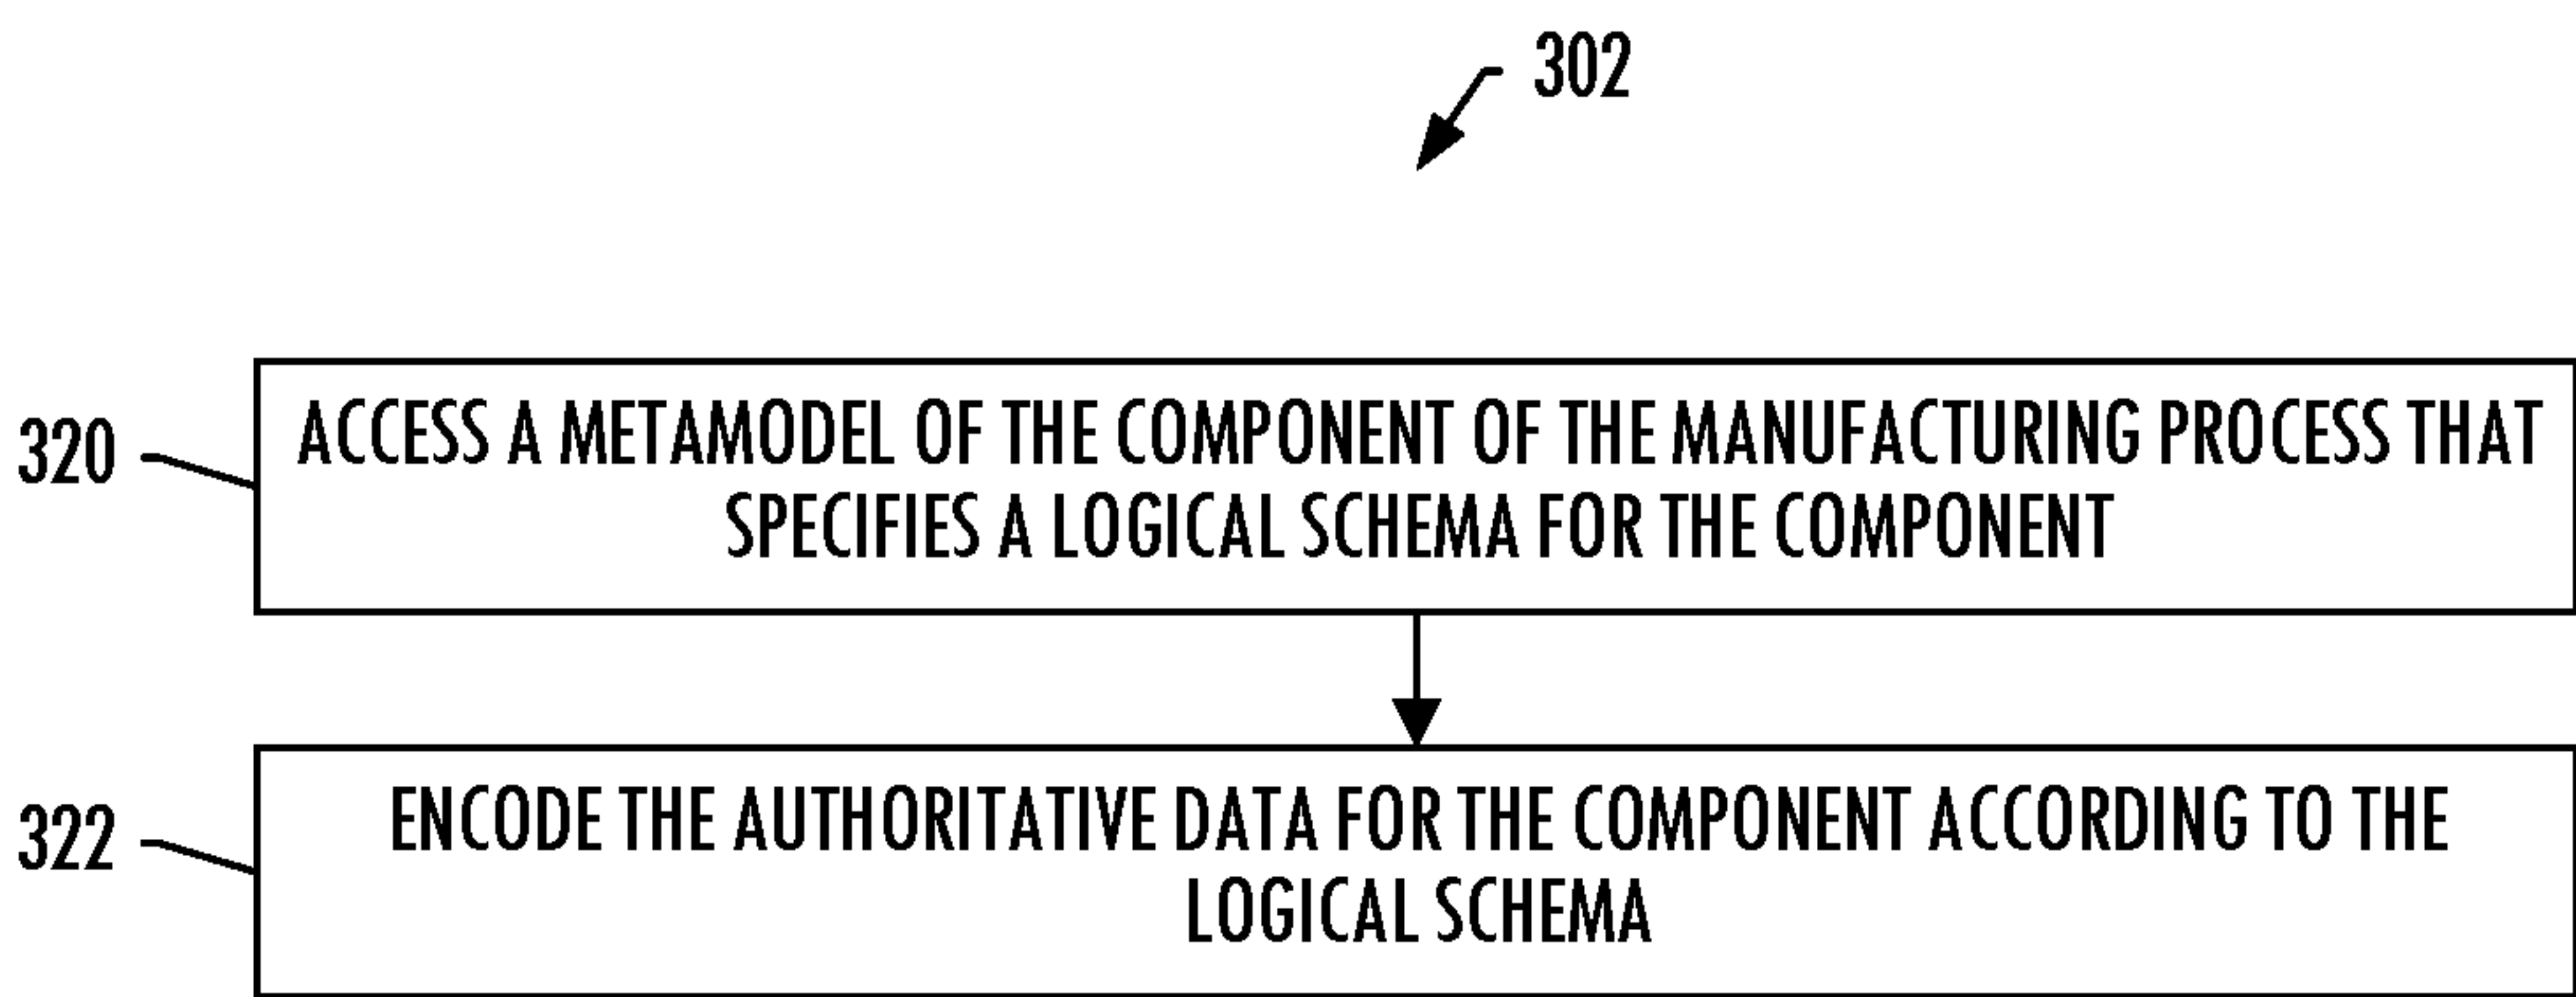 302
320
ACCESS A METAMODEL OF THE COMPONENT OF THE MANUFACTURING PROCESS THAT
SPECIFIES A LOGICAL SCHEMA FOR THE COMPONENT
322
ENCODE THE AUTHORITATIVE DATA FOR THE COMPONENT ACCORDING TO THE
LOGICAL SCHEMA